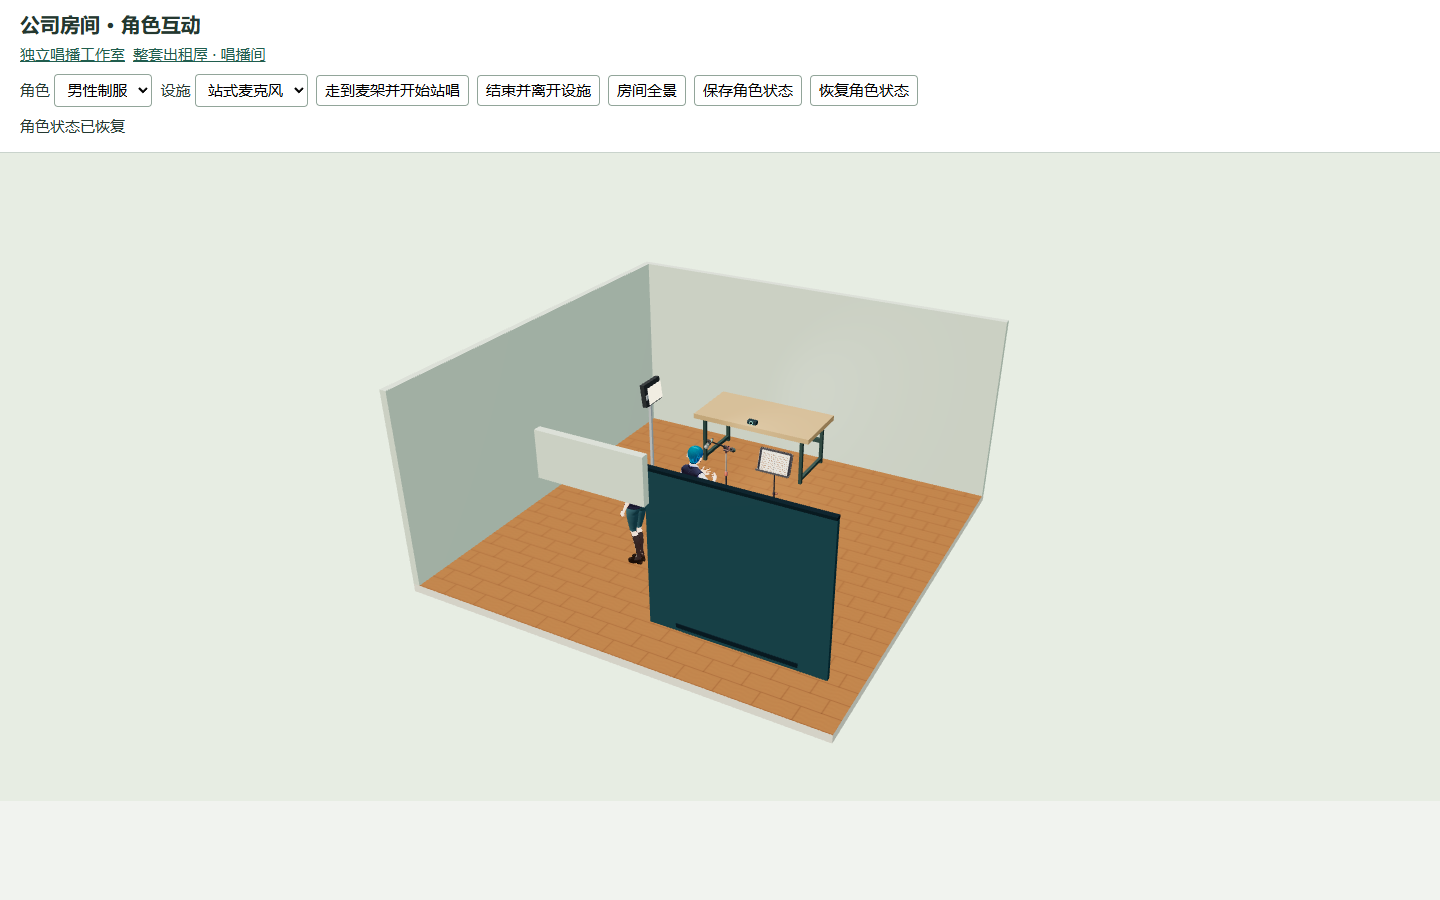 公司房间・角色互动
独立唱播工作室 整套出租屋 · 唱播间
角色 男性制服 设施 站式麦克风 走到麦架并开始站唱 结束并离开设施 房间全景 保存角色状态 恢复角色状态
角色状态已恢复